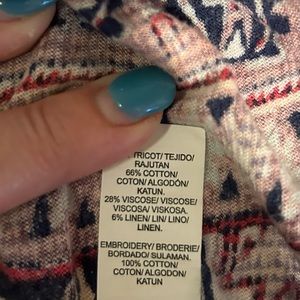 TRICOT/ TEJIDO/
RAJUTAN
66% COTTON/
COTON/ ALGODÓN/
KATUN.
28% VISCOSE/ VISCOSE/
VISCOSA/ VISKOSA.
6% LINEN/ LIN/ LINO/
LINEN.
EMBROIDERY/ BRODERIE/
BORDADO/ SULAMAN.
100% COTTON/
COTON/ ALGODON/
KATUN